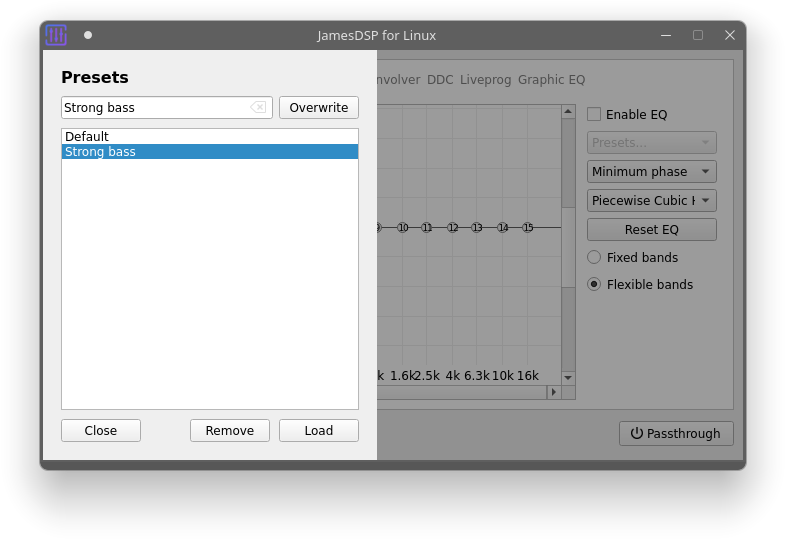 JamesDSP for Linux
Presets
Strong bass
Overwrite
Default
Strong bass
Close
Remove
Load
DDC
Liveprog
Graphic EQ
Enable EQ
Presets...
Minimum phase
Piecewise Cubic
Reset EQ
Fixed bands
Flexible bands
10
11
12
13
14
15
1.6k
2.5k
4k
6.3k
10k
16k
Passthrough